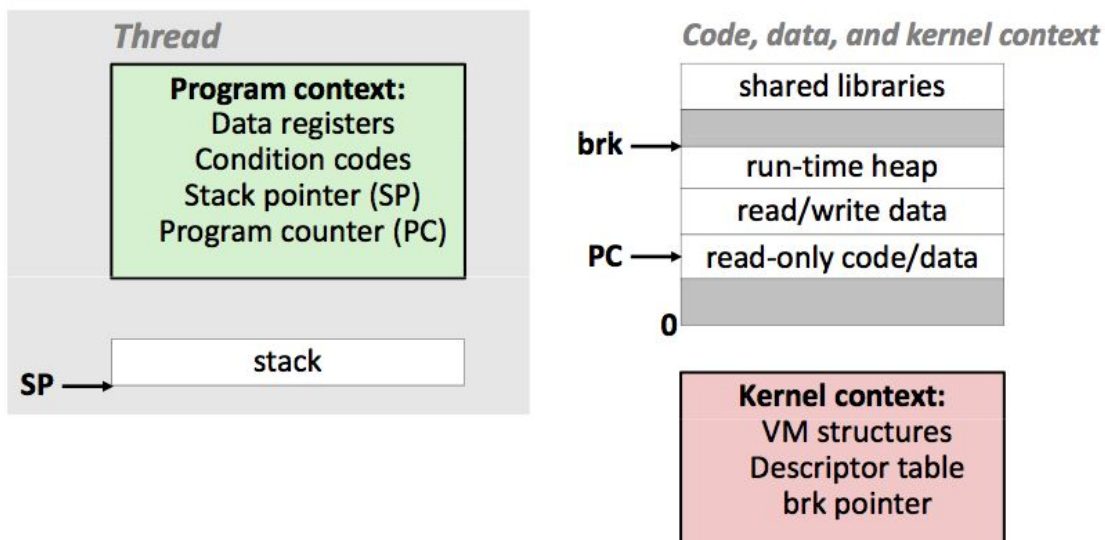 Thread
Program context:
Data registers
Condition codes
Stack pointer (SP)
Program counter (PC)
stack
SP
Code, data, and kernel context
shared libraries
brk
run-time heap
read/write data
PC
read-only code/data
0
Kernel context:
VM structures
Descriptor table
brk pointer